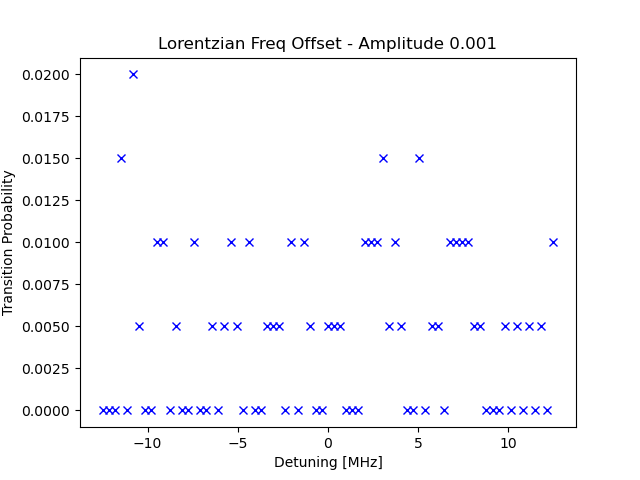 Lorentzian Freq Offset - Amplitude 0.001
0.0200
0.0175
0.0150
0.0125
0.0100
0.0075
0.0050
0.0025
0.0000
Transition Probability
−10 −5 0 5 10
Detuning [MHz]